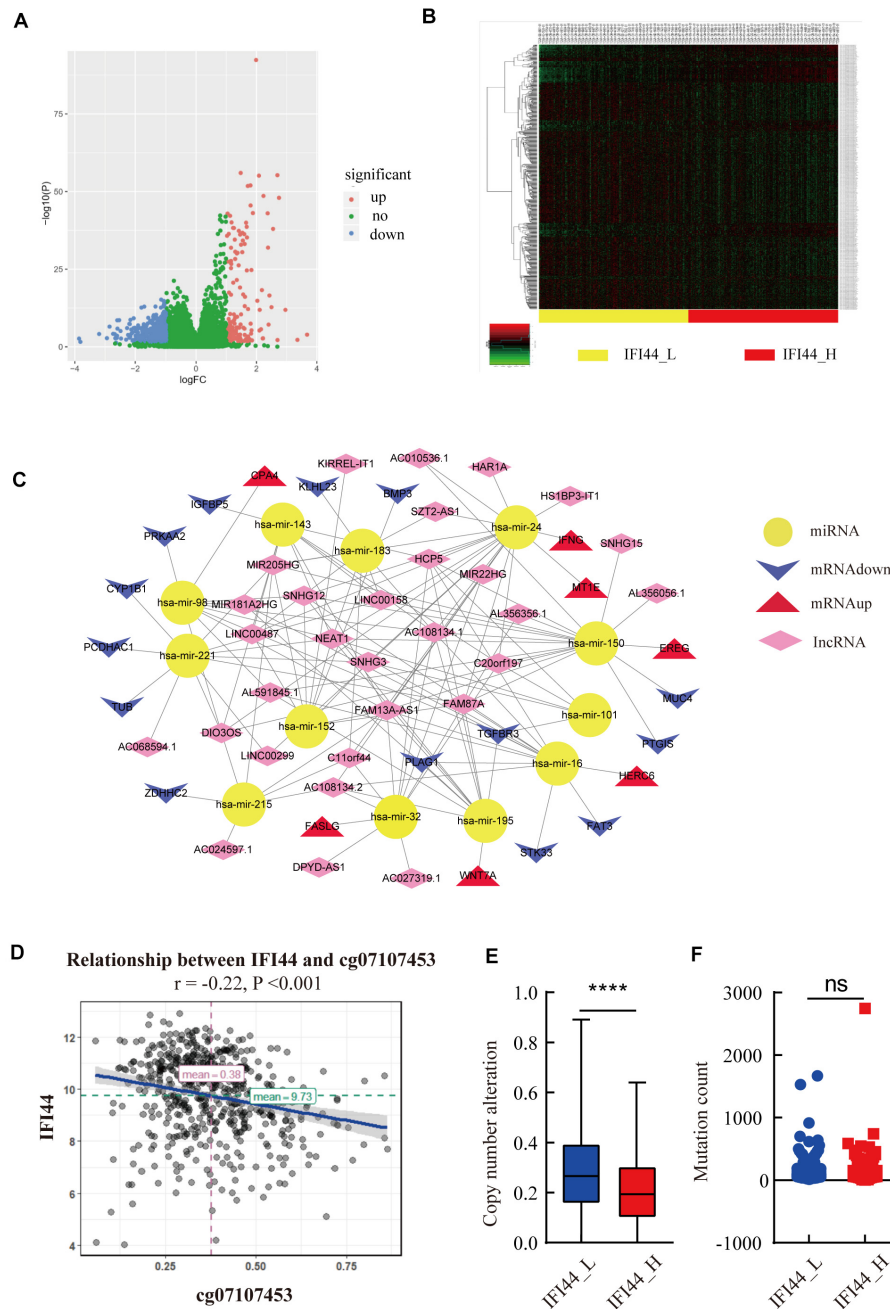 A
75
50
25
0
-4
-2
0
2
4
−log10(P)
logFC
significant
up
no
down
B
IFI44_L
IFI44_H
C
CPA4
KIRREL-IT1
AC010536.1
HAR1A
KLHL23
BMP3
IGFBP5
SZT2-AS1
HS1BP3-IT1
hsa-mir-143
hsa-mir-24
PRKAA2
hsa-mir-183
IFNG
SNHG15
MIR205HG
HCP5
MIR22HG
MT1E
CYP1B1
hsa-mir-98
MIR181A2HG
SNHG12
LINC00158
AL356356.1
AL356056.1
LINC00487
NEAT1
AC108134.1
hsa-mir-150
PCDHAC1
hsa-mir-221
SNHG3
C20orf197
EREG
AL591845.1
MUC4
TUB
FAM13A-AS1
FAM87A
hsa-mir-101
DIO3OS
hsa-mir-152
TGFBR3
AC068594.1
LINC00299
C11orf44
PLAG1
hsa-mir-16
PTGIS
ZDHHC2
hsa-mir-215
AC108134.2
HERC6
FASLG
hsa-mir-32
hsa-mir-195
FAT3
AC024597.1
DPYD-AS1
AC027319.1
WNT7A
STK33
miRNA
mRNAdown
mRNAup
lncRNA
D
Relationship between IFI44 and cg07107453
r = -0.22, P <0.001
12
10
8
6
4
IFI44
mean = 0.38
mean = 9.73
0.00
0.25
0.50
0.75
cg07107453
E
****
1.0
0.8
0.6
0.4
0.2
0.0
Copy number alteration
IFI44_L
IFI44_H
F
ns
3000
2000
1000
0
-1000
Mutation count
IFI44_L
IFI44_H